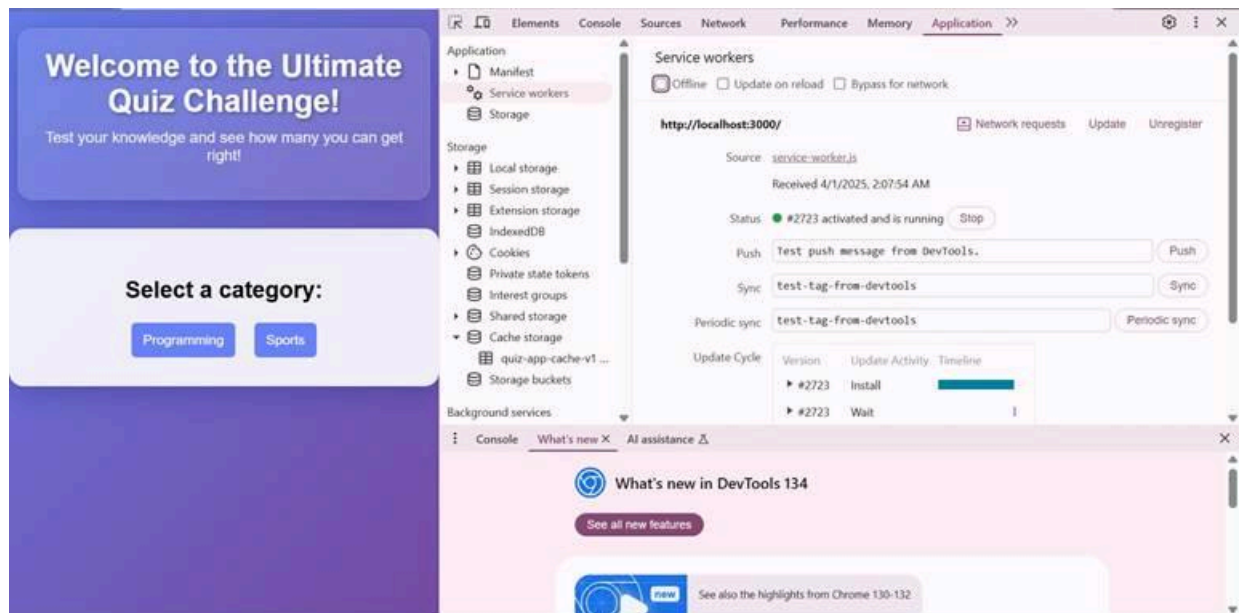 Welcome to the Ultimate
Quiz Challenge!
Test your knowledge and see how many you can get
right!
Select a category:
Programming Sports
Elements Console Sources Network Performance Memory Application
Application
Manifest
Service workers
Storage
Storage
Local storage
Session storage
Extension storage
IndexedDB
Cookies
Private state tokens
Interest groups
Shared storage
Cache storage
quiz-app-cache-v1 ...
Storage buckets
Background services
Service workers
Offline Update on reload Bypass for network
http://localhost:3000/ Network requests Update Unregister
Source service-worker.js
Received 4/1/2025, 2:07:54 AM
Status #2723 activated and is running Stop
Push Test push message from DevTools. Push
Sync test-tag-from-devtools Sync
Periodic sync test-tag-from-devtools Periodic sync
Update Cycle Version Update Activity Timeline
#2723 Install
#2723 Wait
Console What's new AI assistance
What's new in DevTools 134
See all new features
new
See also the highlights from Chrome 130-132